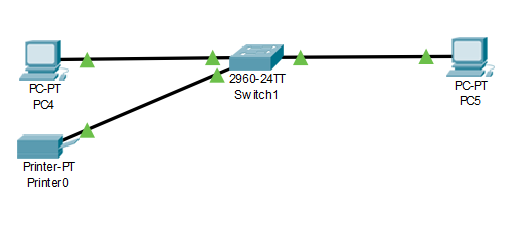 PC-PT
PC4
2960-24TT
Switch1
PC-PT
PC5
Printer-PT
Printer0